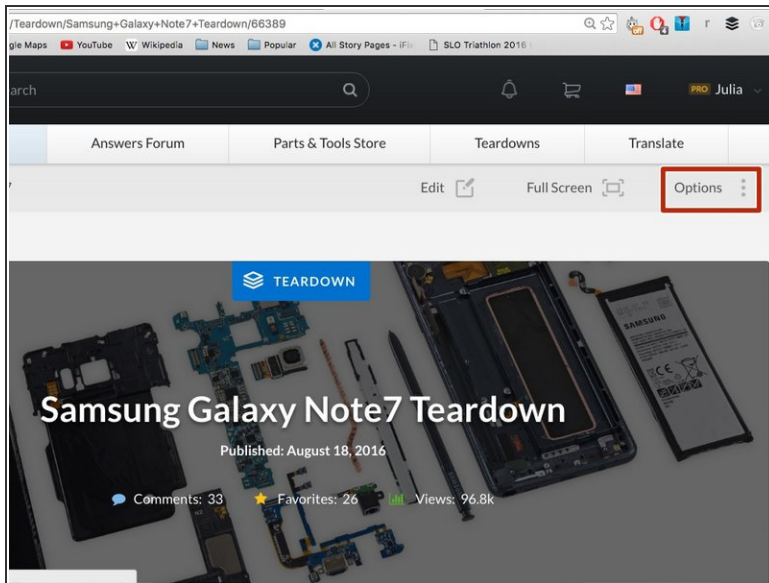 /Teardown/Samsung+Galaxy+Note7+Teardown/66389
gle Maps YouTube W Wikipedia News Popular All Story Pages - iFi SLO Triathlon 2016
earch PRO Julia
Answers Forum Parts & Tools Store Teardowns Translate
Edit Full Screen Options
TEARDOWN
SAMSUNG
Samsung Galaxy Note7 Teardown
Published: August 18, 2016
Comments: 33 Favorites: 26 Views: 96.8k